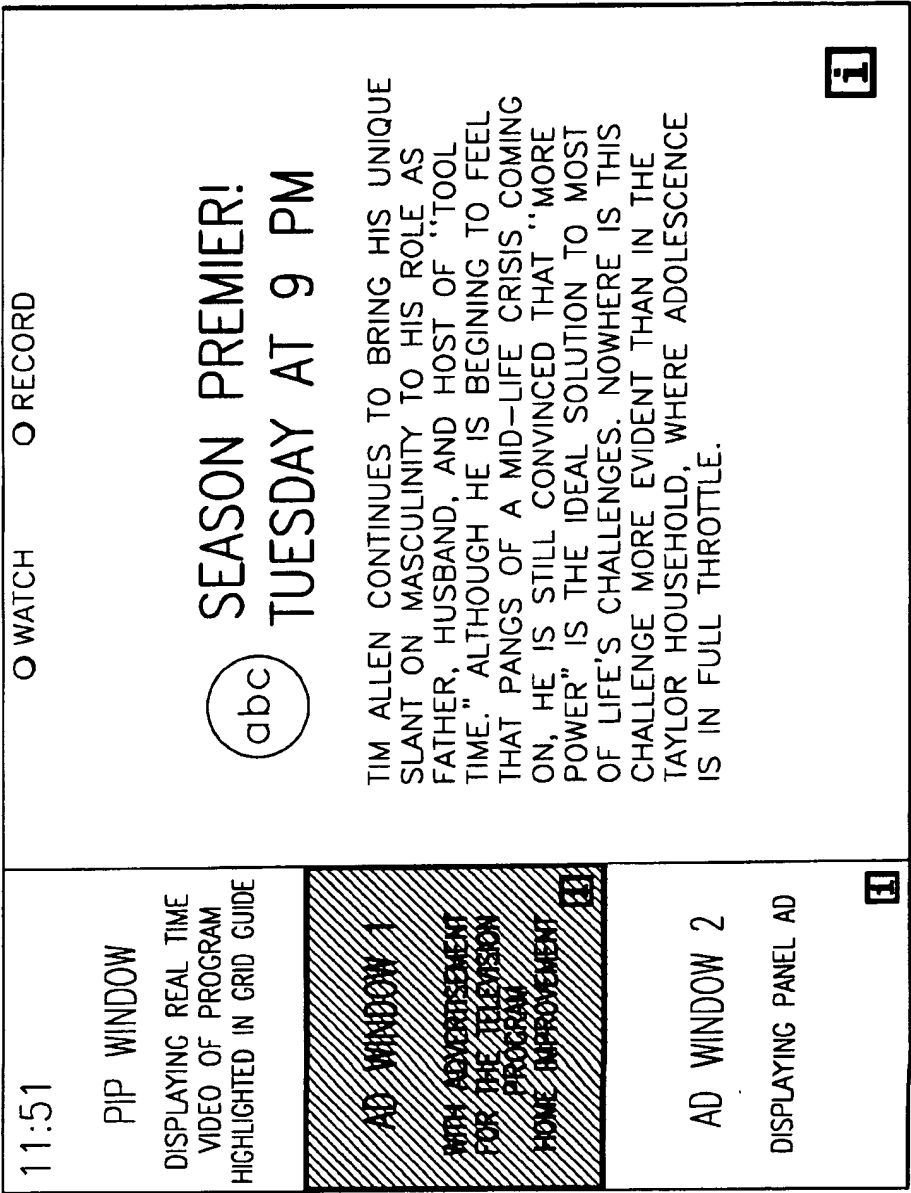 11:51
PIP WINDOW
DISPLAYING REAL TIME
VIDEO OF PROGRAM
HIGHLIGHTED IN GRID GUIDE
AD WINDOW 1
WITH ADVERTISEMENT
FOR THE TELEVISION
PROGRAM
HOME IMPROVEMENT
i
AD WINDOW 2
DISPLAYING PANEL AD
i
O WATCH O RECORD
abc
SEASON PREMIER!
TUESDAY AT 9 PM
TIM ALLEN CONTINUES TO BRING HIS UNIQUE
SLANT ON MASCULINITY TO HIS ROLE AS
FATHER, HUSBAND, AND HOST OF "TOOL
TIME." ALTHOUGH HE IS BEGINING TO FEEL
THAT PANGS OF A MID-LIFE CRISIS COMING
ON, HE IS STILL CONVINCED THAT "MORE
POWER" IS THE IDEAL SOLUTION TO MOST
OF LIFE'S CHALLENGES. NOWHERE IS THIS
CHALLENGE MORE EVIDENT THAN IN THE
TAYLOR HOUSEHOLD, WHERE ADOLESCENCE
IS IN FULL THROTTLE.
i